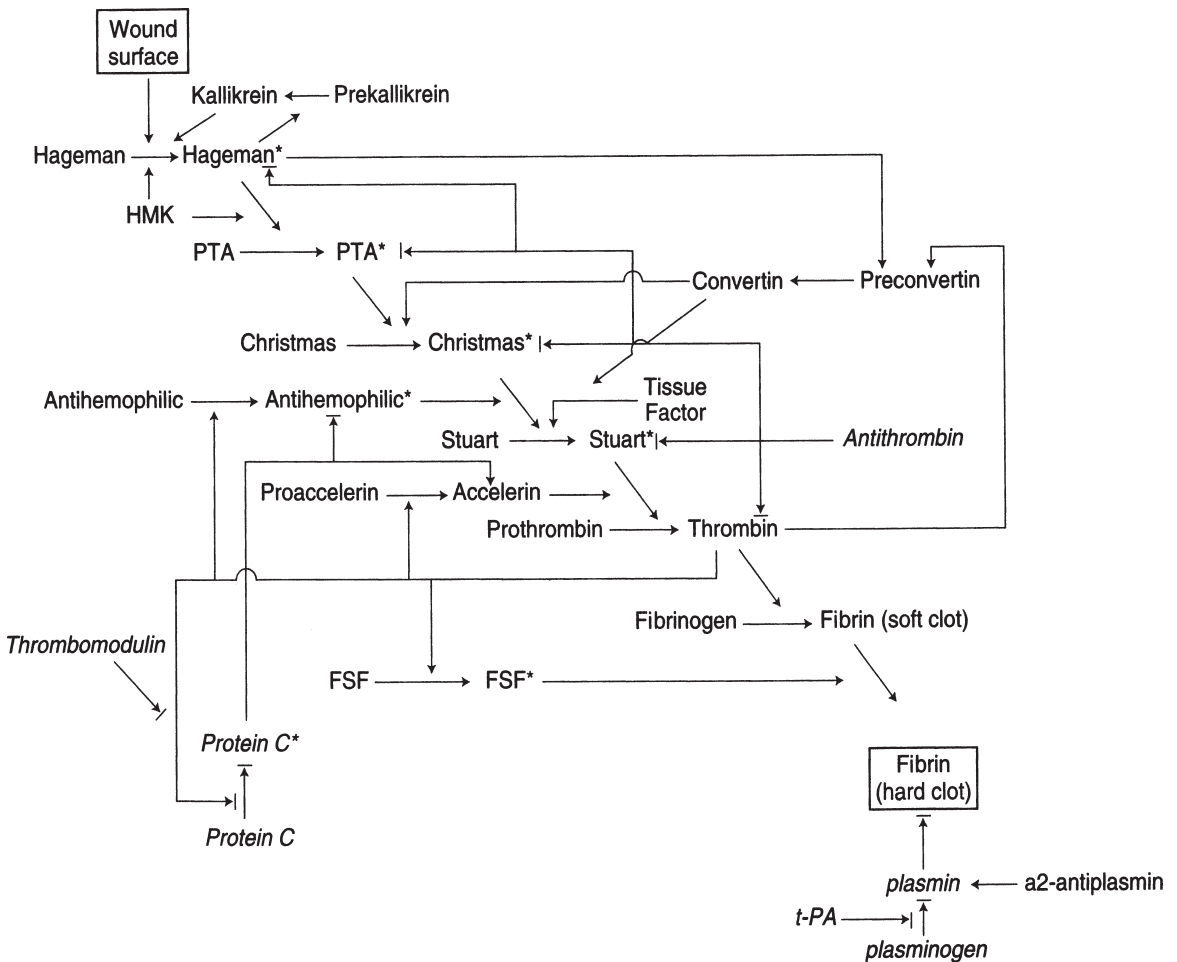 Wound
surface
Kallikrein
Prekallikrein
Hageman
Hageman*
HMK
PTA
PTA*
Convertin
Preconvertin
Christmas
Christmas*
Antihemophilic
Antihemophilic*
Tissue
Factor
Stuart
Stuart*
Antithrombin
Proaccelerin
Accelerin
Prothrombin
Thrombin
Fibrinogen
Fibrin (soft clot)
Thrombomodulin
FSF
FSF*
Protein C*
Protein C
Fibrin
(hard clot)
plasmin
a2-antiplasmin
t-PA
plasminogen